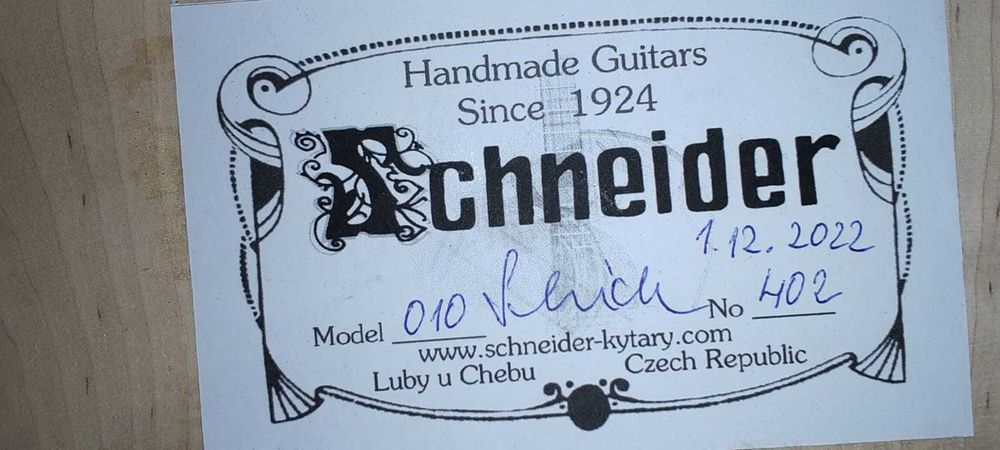 Handmade Guitars
Since 1924
Schneider
1.12. 2022
Model 010 No 402
www.schneider-kytary.com
Luby u Chebu Czech Republic